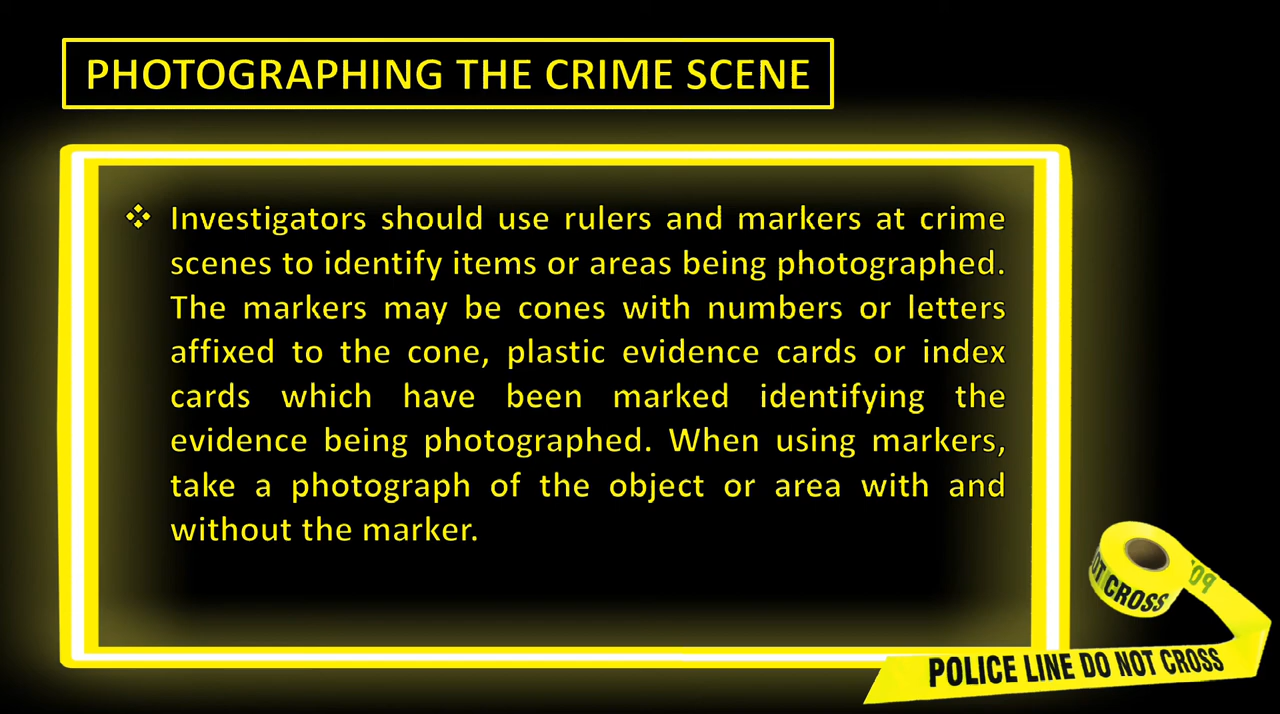 PHOTOGRAPHING THE CRIME SCENE
❖ Investigators should use rulers and markers at crime
scenes to identify items or areas being photographed.
The markers may be cones with numbers or letters
affixed to the cone, plastic evidence cards or index
cards which have been marked identifying the
evidence being photographed. When using markers,
take a photograph of the object or area with and
without the marker.
OT CROSS
PO
POLICE LINE DO NOT CROSS